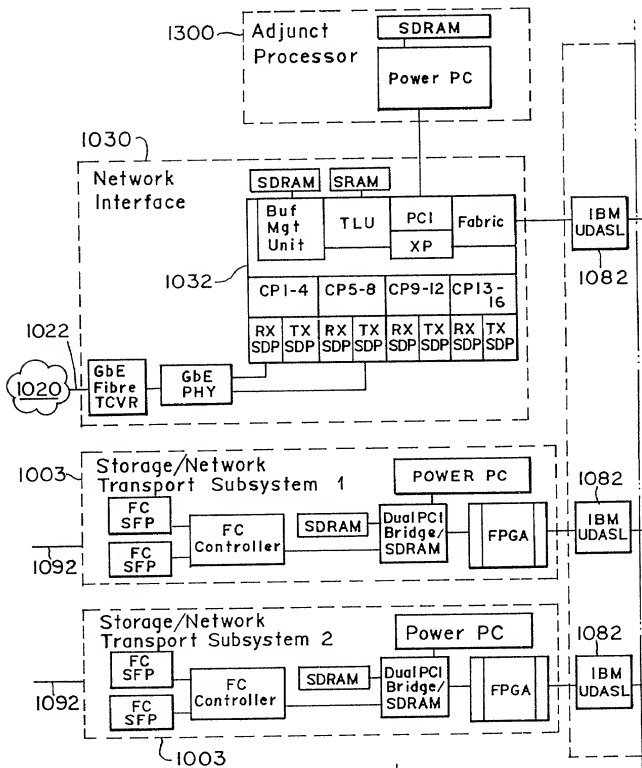 1300
Adjunct
Processor
SDRAM
Power PC
1030
Network
Interface
SDRAM
SRAM
Buf
Mgt
Unit
TLU
PCI
XP
Fabric
IBM
UDASL
1082
1032
CP1-4
CP5-8
CP9-12
CP13-
16
RX
SDP
TX
SDP
RX
SDP
TX
SDP
RX
SDP
TX
SDP
RX
SDP
TX
SDP
1022
1020
GbE
Fibre
TCVR
GbE
PHY
1003
Storage/Network
Transport Subsystem 1
FC
SFP
FC
SFP
1092
FC
Controller
SDRAM
POWER PC
Dual PCI
Bridge/
SDRAM
FPGA
1082
IBM
UDASL
Storage/Network
Transport Subsystem 2
FC
SFP
FC
SFP
1092
FC
Controller
SDRAM
Power PC
Dual PCI
Bridge/
SDRAM
FPGA
1082
IBM
UDASL
1003